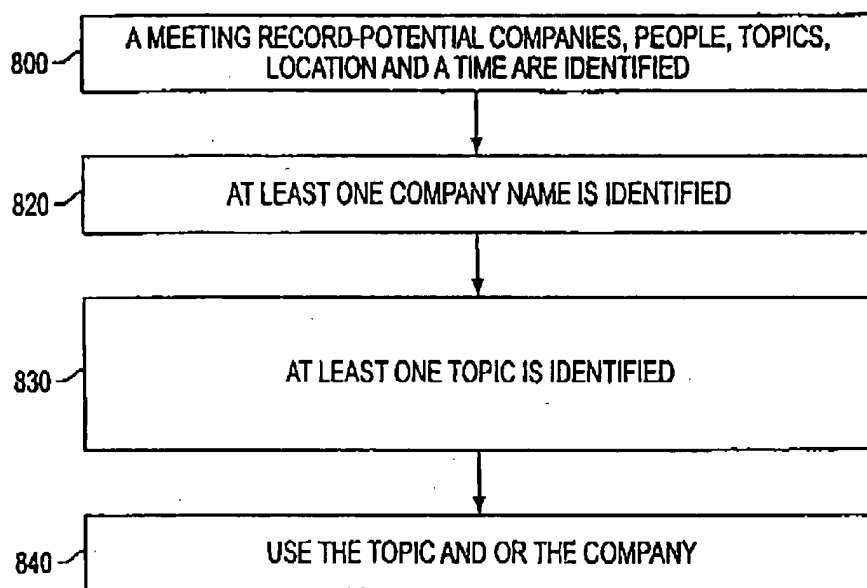 800 A MEETING RECORD-POTENTIAL COMPANIES, PEOPLE, TOPICS,
LOCATION AND A TIME ARE IDENTIFIED
820 AT LEAST ONE COMPANY NAME IS IDENTIFIED
830 AT LEAST ONE TOPIC IS IDENTIFIED
840 USE THE TOPIC AND OR THE COMPANY